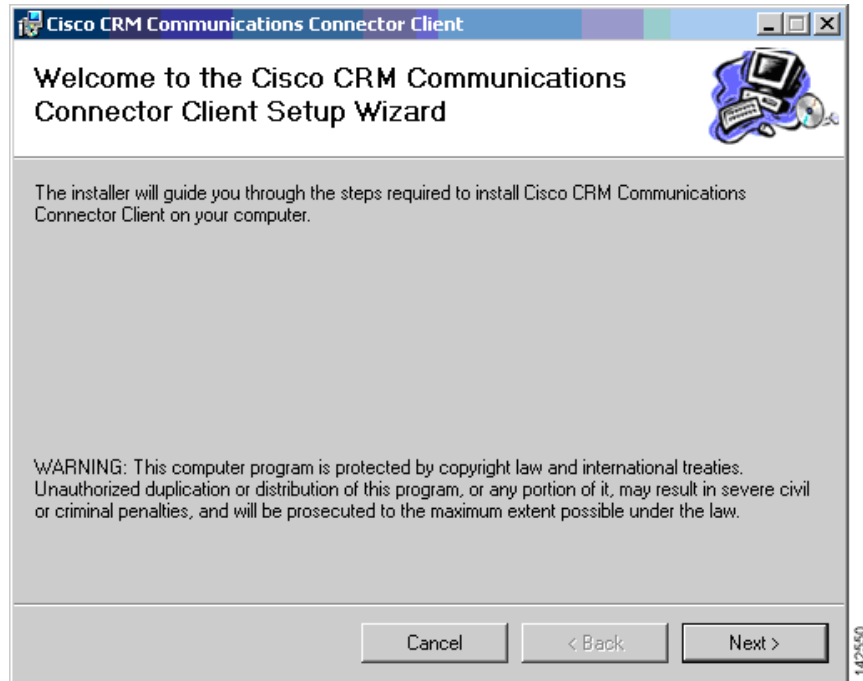 Cisco CRM Communications Connector Client
Welcome to the Cisco CRM Communications
Connector Client Setup Wizard
The installer will guide you through the steps required to install Cisco CRM Communications
Connector Client on your computer.
WARNING: This computer program is protected by copyright law and international treaties.
Unauthorized duplication or distribution of this program, or any portion of it, may result in severe civil
or criminal penalties, and will be prosecuted to the maximum extent possible under the law.
Cancel
< Back
Next >
142550